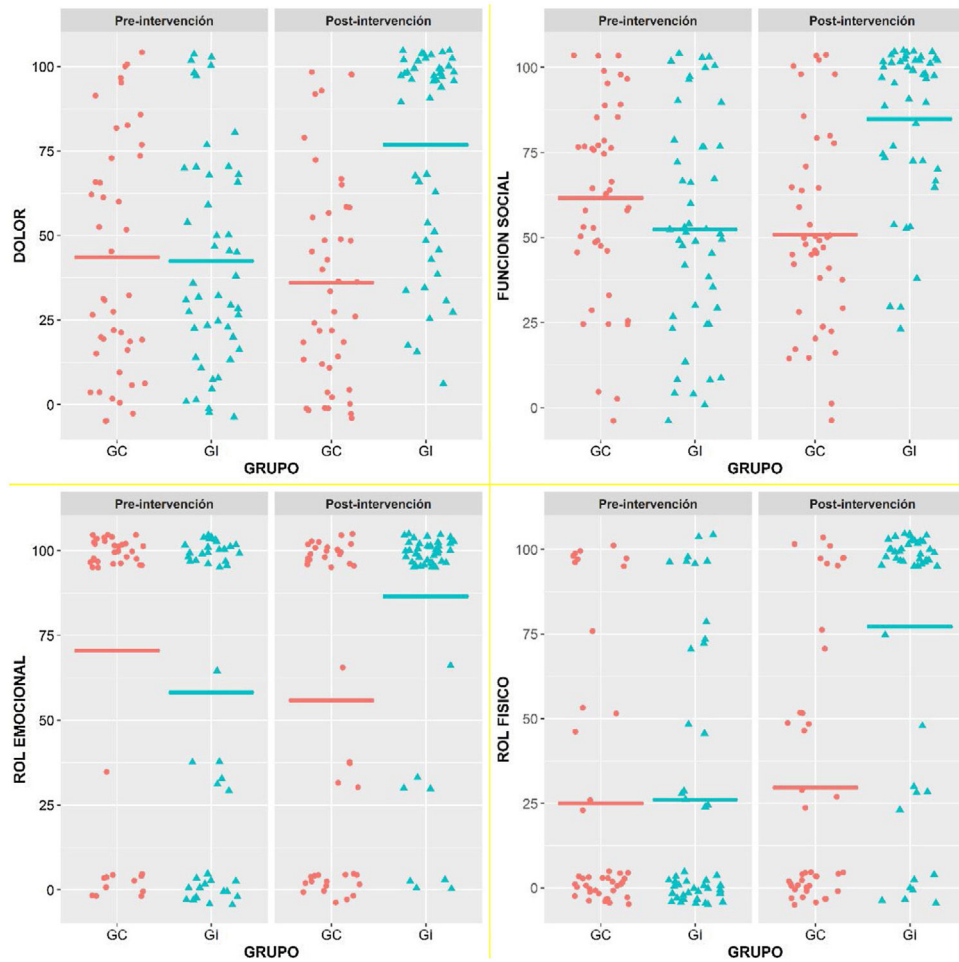 Pre-intervención Post-intervención
DOLOR
100
75
50
25
0
GC GI GC GI
GRUPO
Pre-intervención Post-intervención
FUNCION SOCIAL
100
75
50
25
0
GC GI GC GI
GRUPO
Pre-intervención Post-intervención
ROL EMOCIONAL
100
75
50
25
0
GC GI GC GI
GRUPO
Pre-intervención Post-intervención
ROL FISICO
100
75
50
25
0
GC GI GC GI
GRUPO